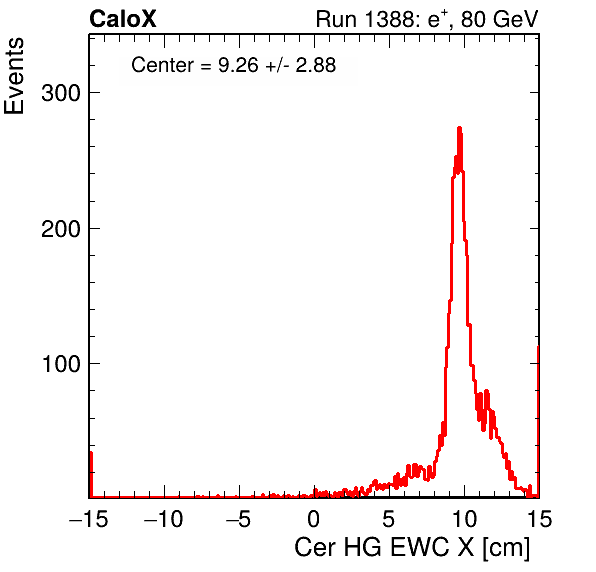 CaloX
Run 1388: e+, 80 GeV
Center = 9.26 +/- 2.88
Events
300
200
100
−15 −10 −5 0 5 10 15
Cer HG EWC X [cm]